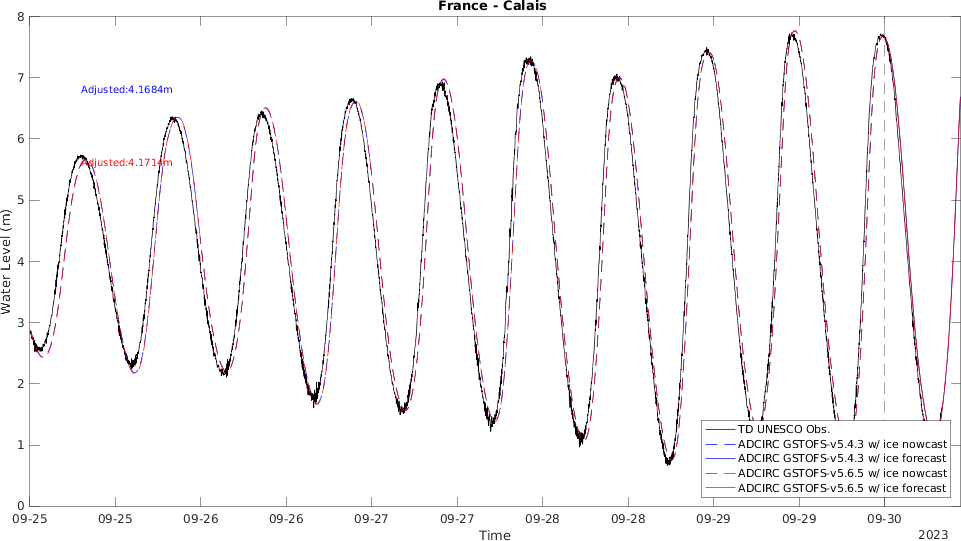 France - Calais
8
7
6
5
4
3
2
1
0
Water Level (m)
Adjusted:4.1684m
Adjusted:4.1714m
TD UNESCO Obs.
ADCIRC GSTOFS-v5.4.3 w/ ice nowcast
ADCIRC GSTOFS-v5.4.3 w/ ice forecast
ADCIRC GSTOFS-v5.6.5 w/ ice nowcast
ADCIRC GSTOFS-v5.6.5 w/ ice forecast
09-25 09-25 09-26 09-26 09-27 09-27 09-28 09-28 09-29 09-29 09-30
Time
2023